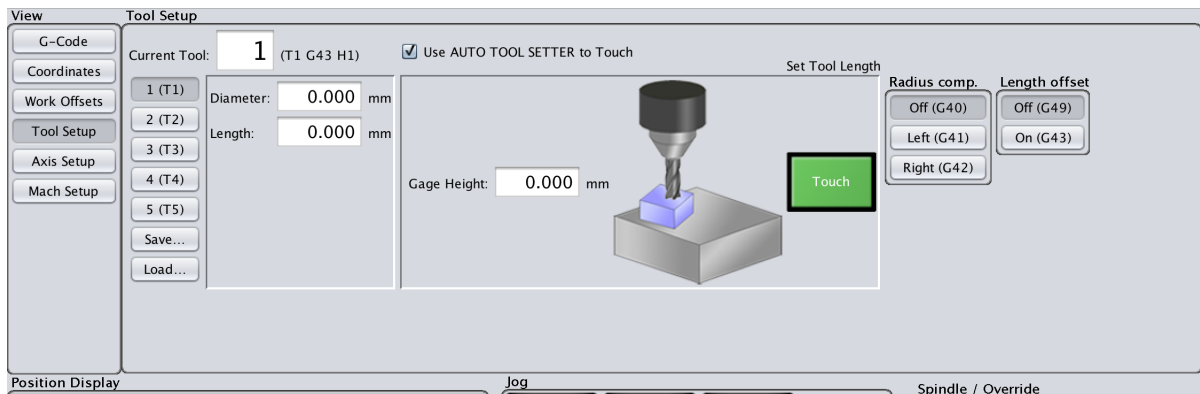 View
Tool Setup
G-Code
Coordinates
Work Offsets
Tool Setup
Axis Setup
Mach Setup
Current Tool: 1 (T1 G43 H1)
Use AUTO TOOL SETTER to Touch
1 (T1)
2 (T2)
3 (T3)
4 (T4)
5 (T5)
Save...
Load...
Diameter: 0.000 mm
Length: 0.000 mm
Set Tool Length
Gage Height: 0.000 mm
Touch
Radius comp.
Off (G40)
Left (G41)
Right (G42)
Length offset
Off (G49)
On (G43)
Position Display
Jog
Spindle / Override